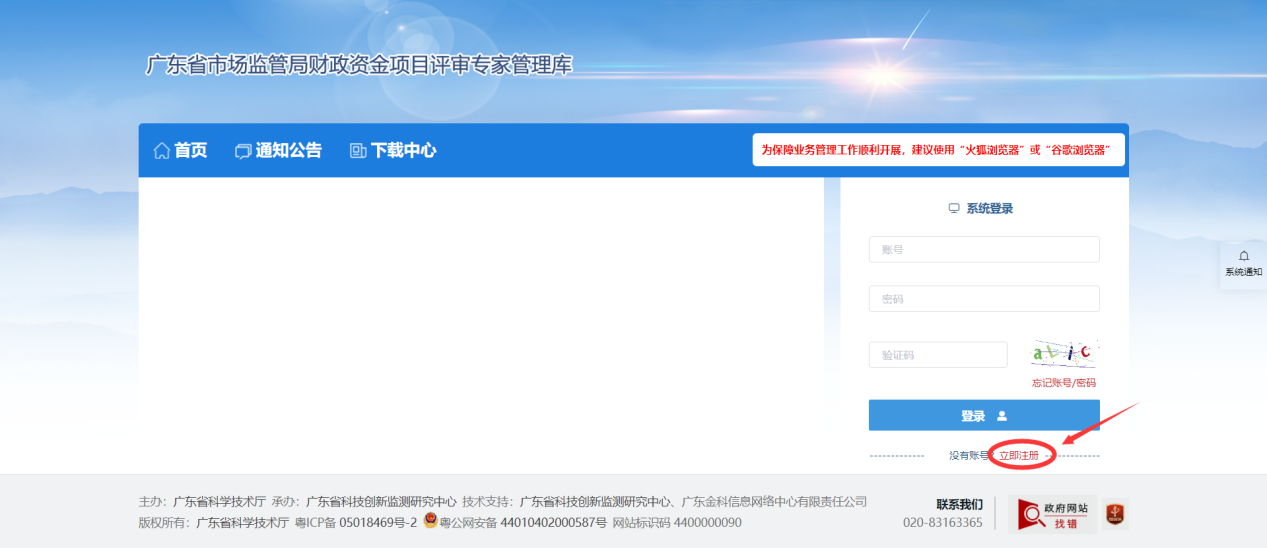 广东省市场监管局财政资金项目评审专家管理库
首页 通知公告 下载中心
为保障业务管理工作顺利开展，建议使用“火狐浏览器”或“谷歌浏览器”
系统登录
账号
系统通知
密码
验证码
aLic
忘记账号/密码
登录
没有账号 立即注册
主办：广东省科学技术厅 承办：广东省科技创新监测研究中心 技术支持：广东省科技创新监测研究中心、广东金科信息网络中心有限责任公司
版权所有：广东省科学技术厅 粤ICP备 05018469号-2 粤公网安备 44010402000587号 网站标识码 4400000090
联系我们
020-83163365
政府网站
找错